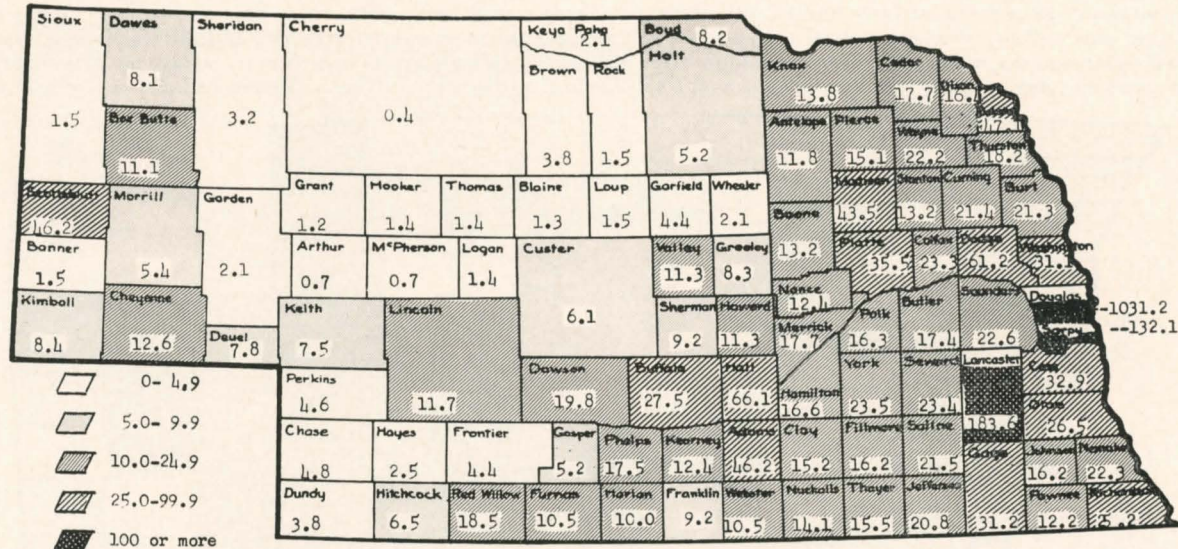 Sioux
1.5
Dawes
8.1
Box Butte
11.1
Sheridan
3.2
Cherry
0.4
Keya Paha
2.1
Boyd
8.2
Brown
3.8
Rock
1.5
Holt
5.2
Knox
13.8
Cedar
17.7
Dixon
16.
47.1
Antelope
11.8
Pierce
15.1
Wayne
22.2
Thurston
18.2
Scottsbluff
46.2
Morrill
5.4
Garden
2.1
Grant
1.2
Hooker
1.4
Thomas
1.4
Blaine
1.3
Loup
1.5
Garfield
4.4
Wheeler
2.1
Madison
43.5
Stanton
13.2
Cuming
21.4
Burt
21.3
Boone
13.2
Banner
1.5
Arthur
0.7
McPherson
0.7
Logan
1.4
Custer
6.1
Valley
11.3
Greeley
8.3
Platte
35.5
Colfax
23.3
Dodge
61.2
Washington
31.1
Nance
12.4
Kimball
8.4
Cheyenne
12.6
Deuel
7.8
Keith
7.5
Lincoln
11.7
Sherman
9.2
Howard
11.3
Merrick
17.7
Polk
16.3
Butler
17.4
Saunders
22.6
Douglas
--1031.2
Sarpy
--132.1
Perkins
4.6
Dawson
19.8
Buffalo
27.5
Hall
66.1
Hamilton
16.6
York
23.5
Seward
23.4
Lancaster
183.6
Cass
32.9
Otoe
26.5
Chase
4.8
Hayes
2.5
Frontier
4.4
Gosper
5.2
Phelps
17.5
Kearney
12.4
Adams
46.2
Clay
15.2
Fillmore
16.2
Saline
21.5
Gage
31.2
Johnson
16.2
Nemaha
22.3
Dundy
3.8
Hitchcock
6.5
Red Willow
18.5
Furnas
10.5
Harlan
10.0
Franklin
9.2
Webster
10.5
Nuckolls
14.1
Thayer
15.5
Jefferson
20.8
Pawnee
12.2
Richardson
25.2
0- 4.9
5.0- 9.9
10.0-24.9
25.0-99.9
100 or more